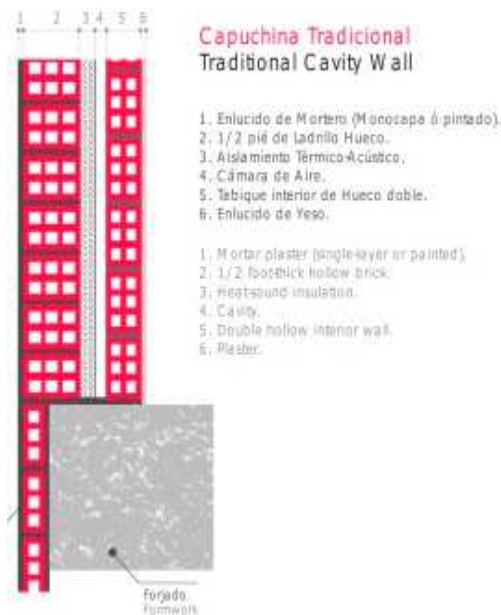 1 2 3 4 5 6
Capuchina Tradicional
Traditional Cavity Wall
1. Enlucido de Mortero (Monocapa ó pintado).
2. 1/2 pié de Ladrillo Hueco.
3. Aislamiento Térmico-Acústico.
4. Cámara de Aire.
5. Tabique interior de Hueco doble.
6. Enlucido de Yeso.
1. Mortar plaster (single-layer or painted).
2. 1/2 foot-thick hollow brick.
3. Heat-sound insulation.
4. Cavity.
5. Double hollow interior wall.
6. Plaster.
Forjado
Formwork